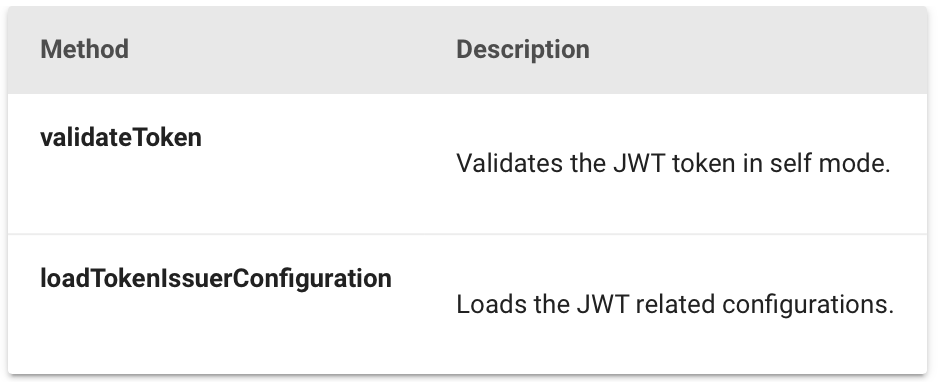 Method Description
validateToken
Validates the JWT token in self mode.
loadTokenIssuerConfiguration
Loads the JWT related configurations.